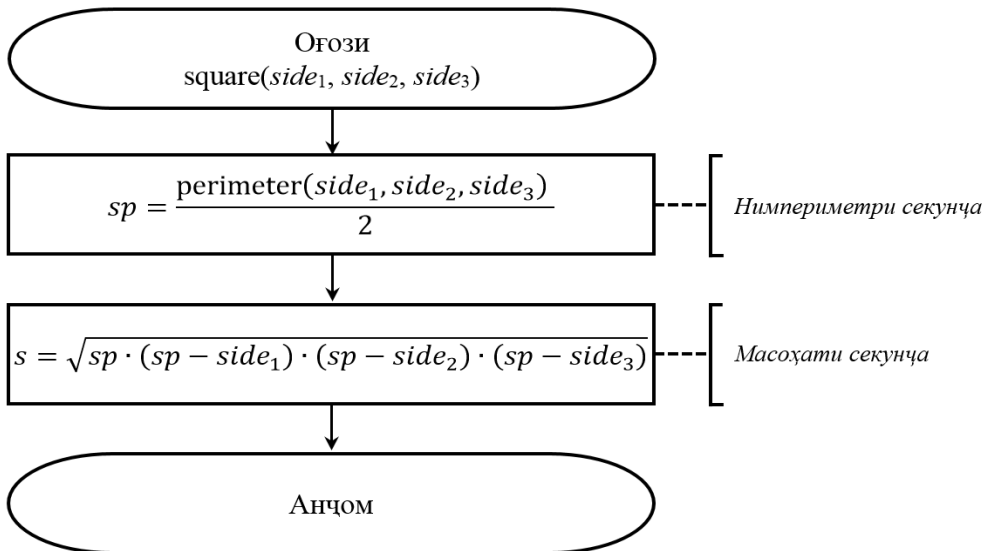 Оғози
square(side₁, side₂, side₃)
sp = perimeter(side₁, side₂, side₃) / 2
Нимпериметри секунҷа
s = √(sp · (sp − side₁) · (sp − side₂) · (sp − side₃))
Масоҳати секунҷа
Анҷом